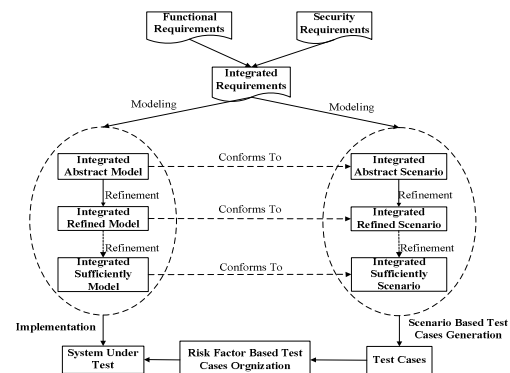 Functional
Requirements
Security
Requirements
Integrated
Requirements
Modeling
Modeling
Integrated
Abstract Model
Conforms To
Integrated
Abstract Scenario
Refinement
Refinement
Integrated
Refined Model
Conforms To
Integrated
Refined Scenario
Refinement
Refinement
Integrated
Sufficiently
Model
Conforms To
Integrated
Sufficiently
Scenario
Implementation
Scenario Based Test
Cases Generation
System Under
Test
Risk Factor Based Test
Cases Orgnization
Test Cases